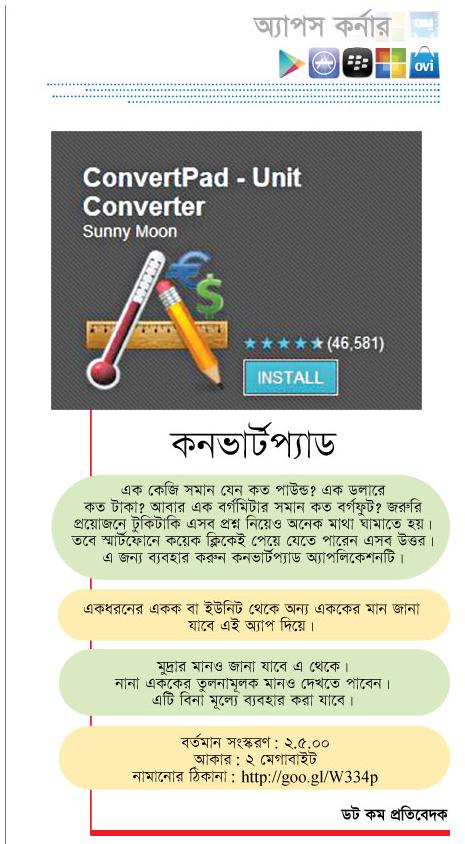 অ্যাপস কর্নার
ovi
ConvertPad - Unit
Converter
Sunny Moon
(46,581)
INSTALL
কনভার্টপ্যাড
এক কেজি সমান যেন কত পাউন্ড? এক ডলারে
কত টাকা? আবার এক বর্গমিটার সমান কত বর্গফুট? জরুরি
প্রয়োজনে টুকিটাকি এসব প্রশ্ন নিয়েও অনেক মাথা ঘামাতে হয়।
তবে স্মার্টফোনে কয়েক ক্লিকেই পেয়ে যেতে পারেন এসব উত্তর।
এ জন্য ব্যবহার করুন কনভার্টপ্যাড অ্যাপলিকেশনটি।
একধরনের একক বা ইউনিট থেকে অন্য এককের মান জানা
যাবে এই অ্যাপ দিয়ে।
মুদ্রার মানও জানা যাবে এ থেকে।
নানা এককের তুলনামূলক মানও দেখতে পাবেন।
এটি বিনা মূল্যে ব্যবহার করা যাবে।
বর্তমান সংস্করণ : ২.৫.০০
আকার : ২ মেগাবাইট
নামানোর ঠিকানা : http://goo.gl/W334p
ডট কম প্রতিবেদক